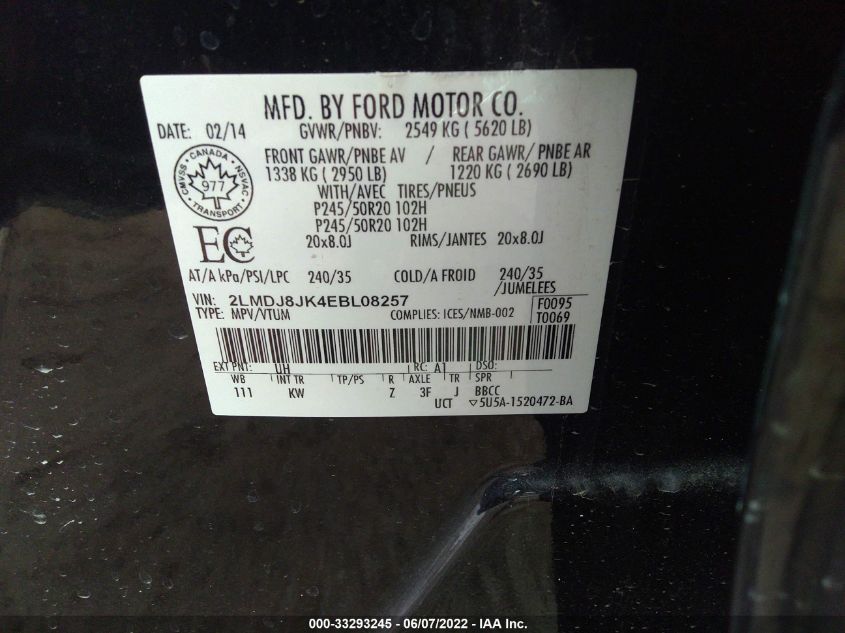 MFD. BY FORD MOTOR CO.
DATE: 02/14 GVWR/PNBV: 2549 KG ( 5620 LB)
FRONT GAWR/PNBE AV / REAR GAWR/ PNBE AR
1338 KG ( 2950 LB) 1220 KG ( 2690 LB)
WITH/AVEC TIRES/PNEUS
P245/50R20 102H
P245/50R20 102H
20x8.0J RIMS/JANTES 20x8.0J
CANADA
CMVSS NSVAC
977
TRANSPORT
EC
AT/A kPa/PSI/LPC 240/35 COLD/A FROID 240/35
/JUMELEES
VIN: 2LMDJ8JK4EBL08257 F0095
TYPE: MPV/VTUM COMPLIES: ICES/NMB-002 T0069
EXT PNT: UH RC: A1 DSO:
WB INT TR TP/PS R AXLE TR SPR
111 KW Z 3F J BBCC
UCT ▽5U5A-1520472-BA
000-33293245 - 06/07/2022 - IAA Inc.